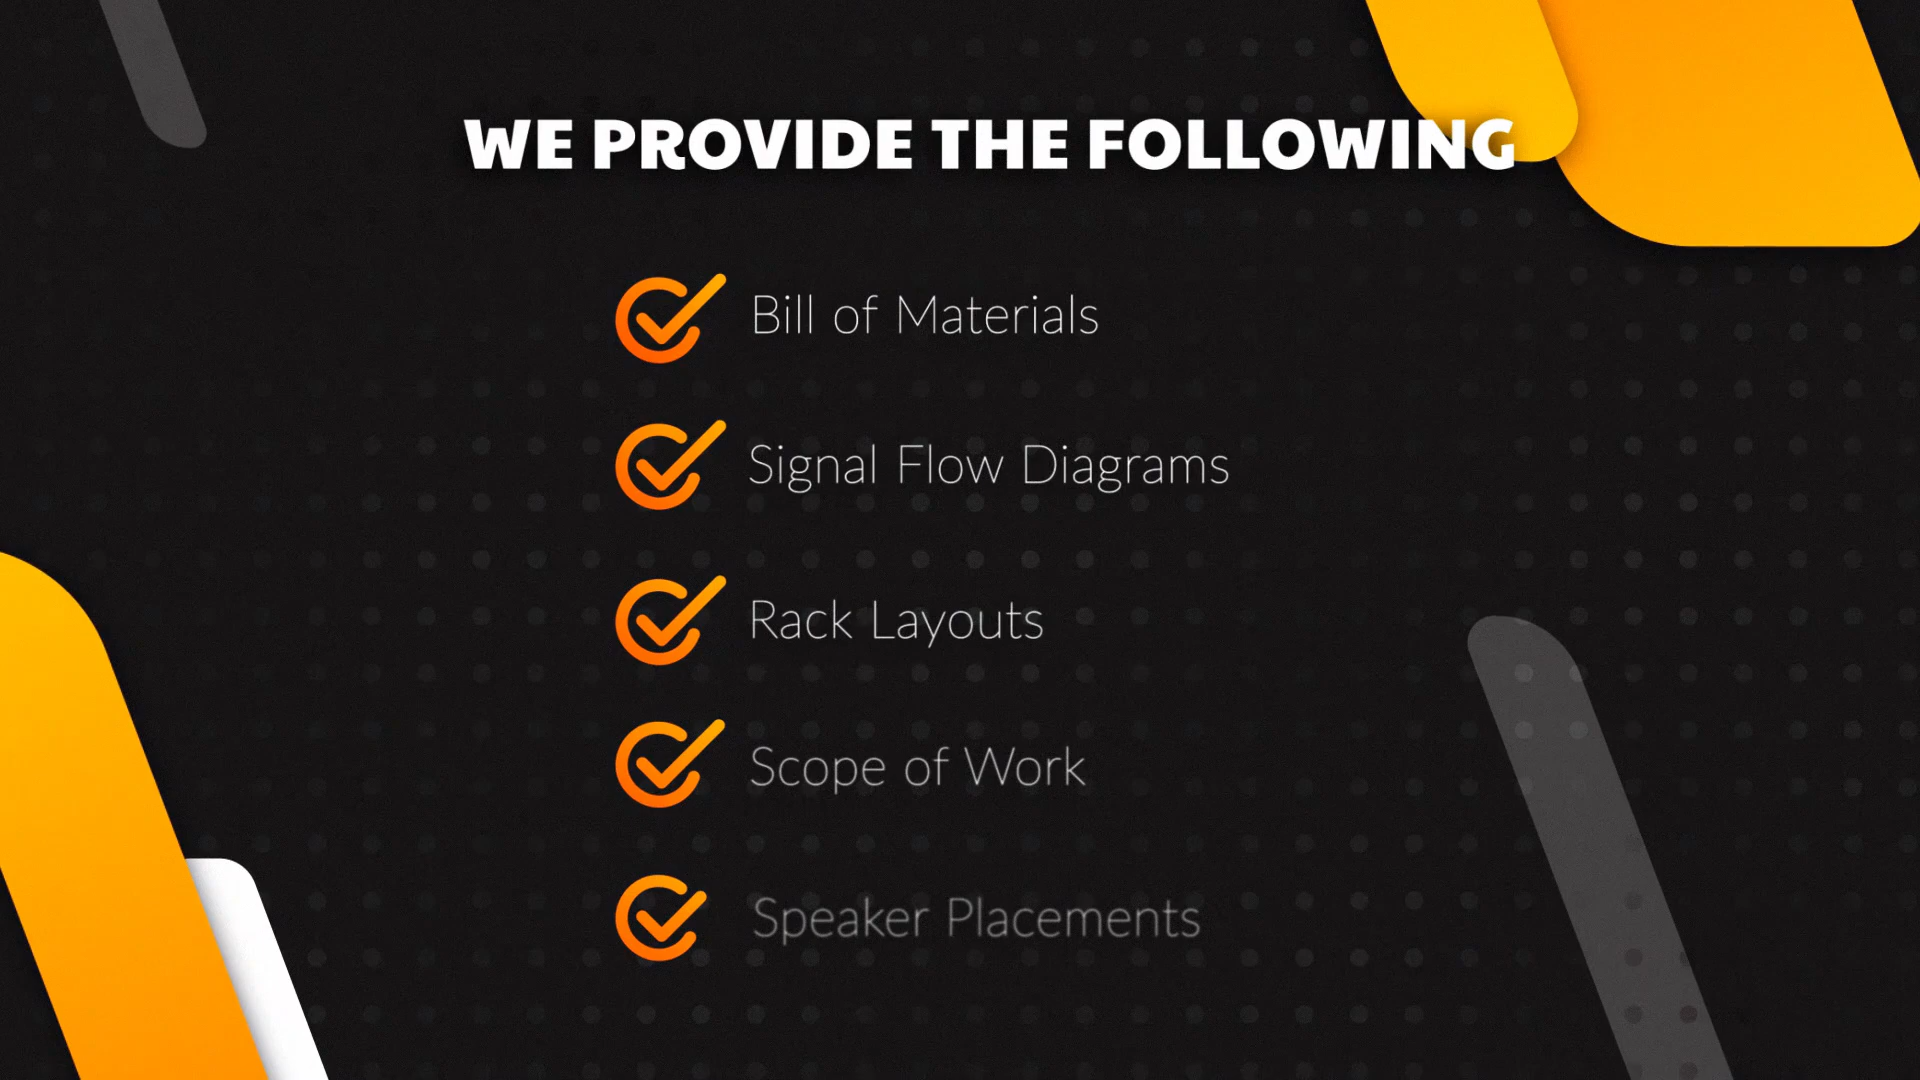 WE PROVIDE THE FOLLOWING
Bill of Materials
Signal Flow Diagrams
Rack Layouts
Scope of Work
Speaker Placements